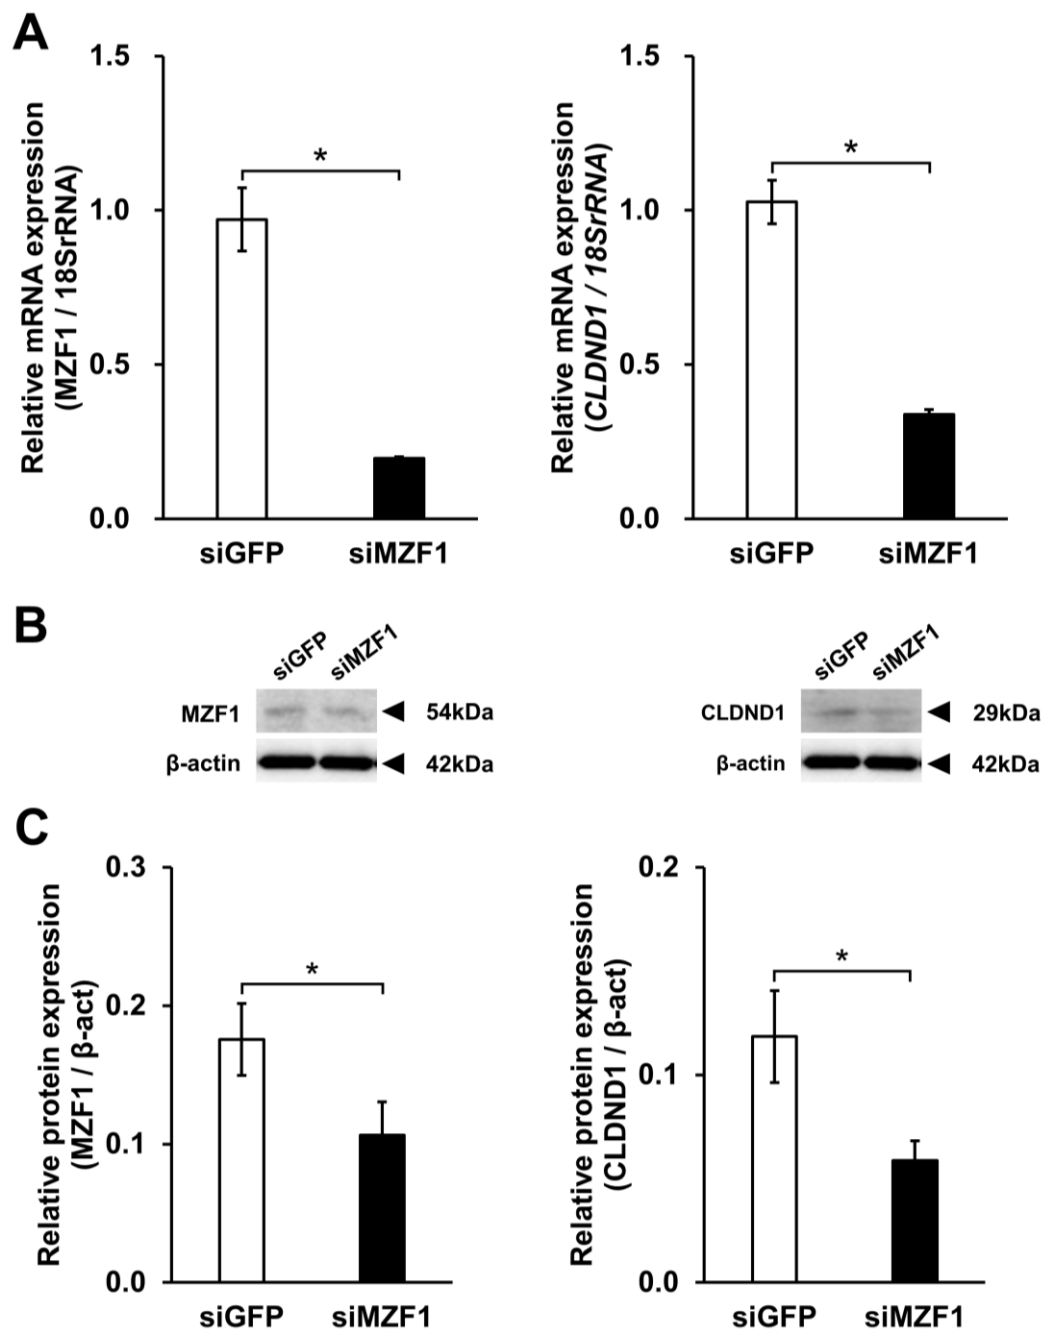 A
Relative mRNA expression
(MZF1 / 18SrRNA)
1.5
1.0
0.5
0.0
*
siGFP siMZF1
Relative mRNA expression
(CLDND1 / 18SrRNA)
1.5
1.0
0.5
0.0
*
siGFP siMZF1
B
siGFP siMZF1
MZF1 54kDa
β-actin 42kDa
siGFP siMZF1
CLDND1 29kDa
β-actin 42kDa
C
Relative protein expression
(MZF1 / β-act)
0.3
0.2
0.1
0.0
*
siGFP siMZF1
Relative protein expression
(CLDND1 / β-act)
0.2
0.1
0.0
*
siGFP siMZF1